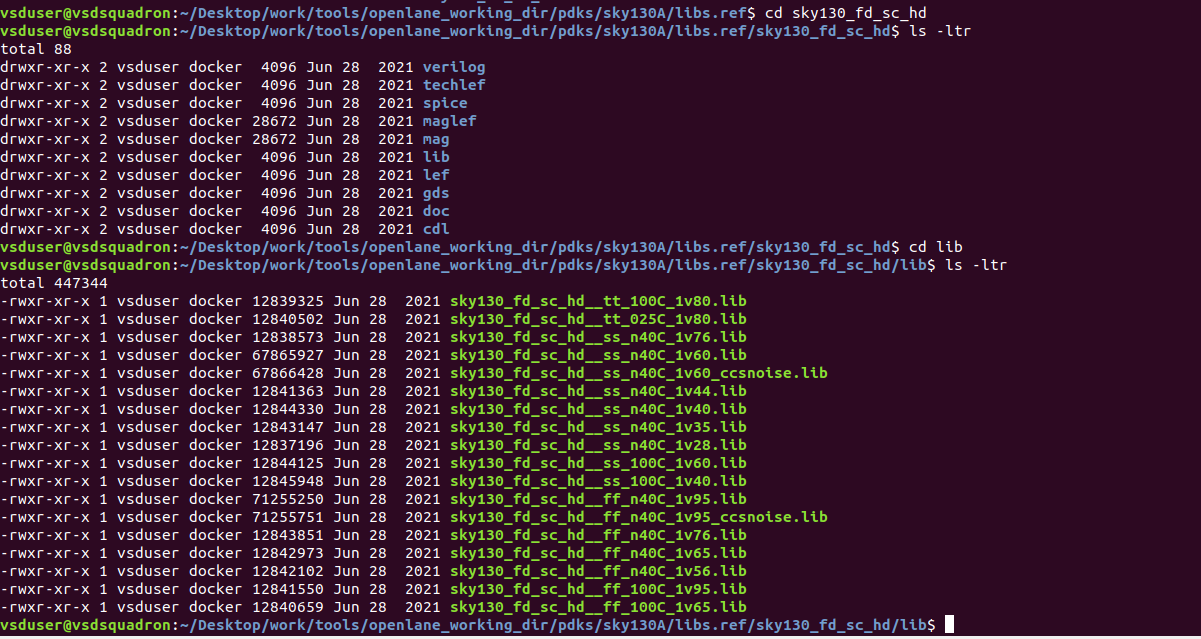 vsduser@vsdsquadron:~/Desktop/work/tools/openlane_working_dir/pdks/sky130A/libs.ref$ cd sky130_fd_sc_hd
vsduser@vsdsquadron:~/Desktop/work/tools/openlane_working_dir/pdks/sky130A/libs.ref/sky130_fd_sc_hd$ ls -ltr
total 88
drwxr-xr-x 2 vsduser docker  4096 Jun 28  2021 verilog
drwxr-xr-x 2 vsduser docker  4096 Jun 28  2021 techlef
drwxr-xr-x 2 vsduser docker  4096 Jun 28  2021 spice
drwxr-xr-x 2 vsduser docker 28672 Jun 28  2021 maglef
drwxr-xr-x 2 vsduser docker 28672 Jun 28  2021 mag
drwxr-xr-x 2 vsduser docker  4096 Jun 28  2021 lib
drwxr-xr-x 2 vsduser docker  4096 Jun 28  2021 lef
drwxr-xr-x 2 vsduser docker  4096 Jun 28  2021 gds
drwxr-xr-x 2 vsduser docker  4096 Jun 28  2021 doc
drwxr-xr-x 2 vsduser docker  4096 Jun 28  2021 cdl
vsduser@vsdsquadron:~/Desktop/work/tools/openlane_working_dir/pdks/sky130A/libs.ref/sky130_fd_sc_hd$ cd lib
vsduser@vsdsquadron:~/Desktop/work/tools/openlane_working_dir/pdks/sky130A/libs.ref/sky130_fd_sc_hd/lib$ ls -ltr
total 447344
-rwxr-xr-x 1 vsduser docker 12839325 Jun 28  2021 sky130_fd_sc_hd__tt_100C_1v80.lib
-rwxr-xr-x 1 vsduser docker 12840502 Jun 28  2021 sky130_fd_sc_hd__tt_025C_1v80.lib
-rwxr-xr-x 1 vsduser docker 12838573 Jun 28  2021 sky130_fd_sc_hd__ss_n40C_1v76.lib
-rwxr-xr-x 1 vsduser docker 67865927 Jun 28  2021 sky130_fd_sc_hd__ss_n40C_1v60.lib
-rwxr-xr-x 1 vsduser docker 67866428 Jun 28  2021 sky130_fd_sc_hd__ss_n40C_1v60_ccsnoise.lib
-rwxr-xr-x 1 vsduser docker 12841363 Jun 28  2021 sky130_fd_sc_hd__ss_n40C_1v44.lib
-rwxr-xr-x 1 vsduser docker 12844330 Jun 28  2021 sky130_fd_sc_hd__ss_n40C_1v40.lib
-rwxr-xr-x 1 vsduser docker 12843147 Jun 28  2021 sky130_fd_sc_hd__ss_n40C_1v35.lib
-rwxr-xr-x 1 vsduser docker 12837196 Jun 28  2021 sky130_fd_sc_hd__ss_n40C_1v28.lib
-rwxr-xr-x 1 vsduser docker 12844125 Jun 28  2021 sky130_fd_sc_hd__ss_100C_1v60.lib
-rwxr-xr-x 1 vsduser docker 12845948 Jun 28  2021 sky130_fd_sc_hd__ss_100C_1v40.lib
-rwxr-xr-x 1 vsduser docker 71255250 Jun 28  2021 sky130_fd_sc_hd__ff_n40C_1v95.lib
-rwxr-xr-x 1 vsduser docker 71255751 Jun 28  2021 sky130_fd_sc_hd__ff_n40C_1v95_ccsnoise.lib
-rwxr-xr-x 1 vsduser docker 12843851 Jun 28  2021 sky130_fd_sc_hd__ff_n40C_1v76.lib
-rwxr-xr-x 1 vsduser docker 12842973 Jun 28  2021 sky130_fd_sc_hd__ff_n40C_1v65.lib
-rwxr-xr-x 1 vsduser docker 12842102 Jun 28  2021 sky130_fd_sc_hd__ff_n40C_1v56.lib
-rwxr-xr-x 1 vsduser docker 12841550 Jun 28  2021 sky130_fd_sc_hd__ff_100C_1v95.lib
-rwxr-xr-x 1 vsduser docker 12840659 Jun 28  2021 sky130_fd_sc_hd__ff_100C_1v65.lib
vsduser@vsdsquadron:~/Desktop/work/tools/openlane_working_dir/pdks/sky130A/libs.ref/sky130_fd_sc_hd/lib$